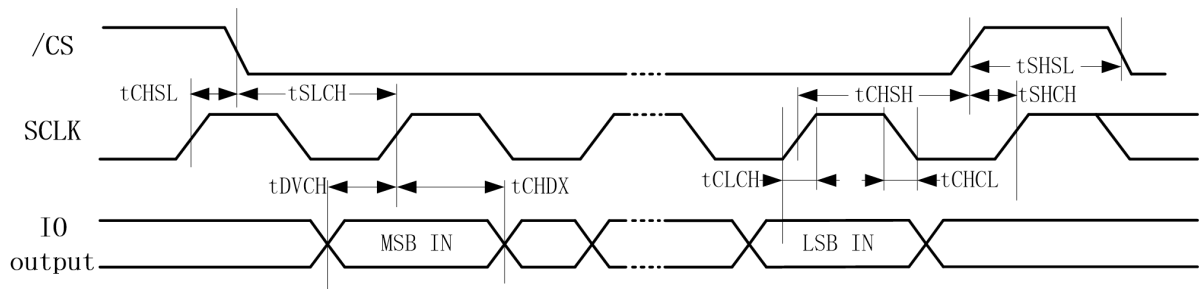 /CS
tSHSL
tCHSL
tSLCH
tCHSH
tSHCH
SCLK
tDVCH
tCHDX
tCLCH
tCHCL
IO
output
MSB IN
LSB IN